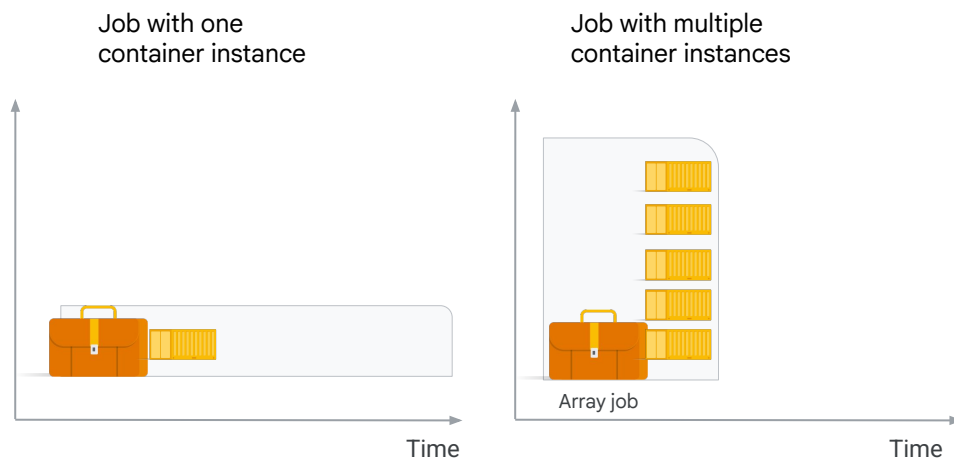 Job with one
container instance
Job with multiple
container instances
Array job
Time
Time